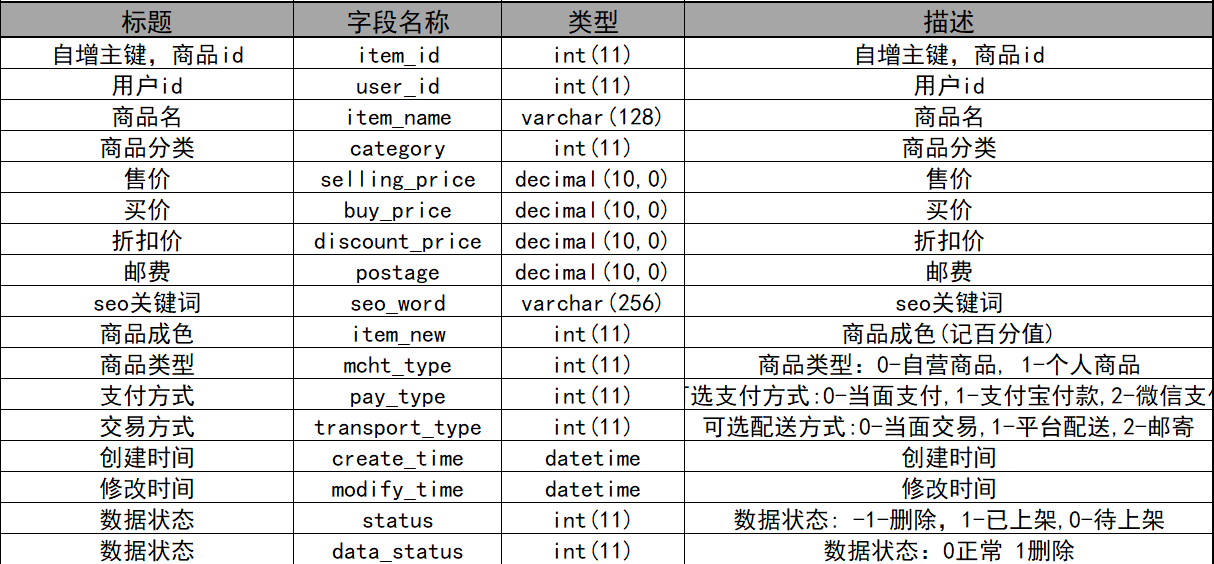 标题 字段名称 类型 描述
自增主键，商品id item_id int(11) 自增主键，商品id
用户id user_id int(11) 用户id
商品名 item_name varchar(128) 商品名
商品分类 category int(11) 商品分类
售价 selling_price decimal(10,0) 售价
买价 buy_price decimal(10,0) 买价
折扣价 discount_price decimal(10,0) 折扣价
邮费 postage decimal(10,0) 邮费
seo关键词 seo_word varchar(256) seo关键词
商品成色 item_new int(11) 商品成色(记百分值)
商品类型 mcht_type int(11) 商品类型：0-自营商品, 1-个人商品
支付方式 pay_type int(11) 选支付方式:0-当面支付,1-支付宝付款,2-微信支
交易方式 transport_type int(11) 可选配送方式:0-当面交易,1-平台配送,2-邮寄
创建时间 create_time datetime 创建时间
修改时间 modify_time datetime 修改时间
数据状态 status int(11) 数据状态: -1-删除，1-已上架,0-待上架
数据状态 data_status int(11) 数据状态：0正常 1删除